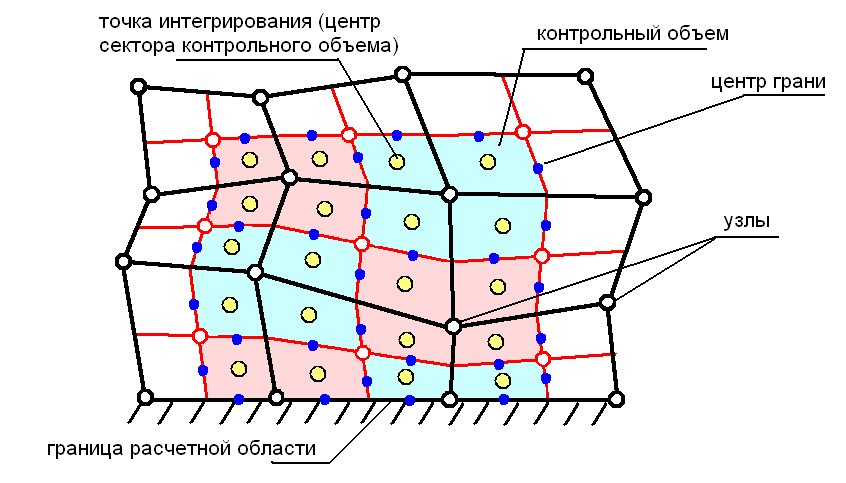 точка интегрирования (центр
сектора контрольного объема)
контрольный объем
центр грани
узлы
граница расчетной области